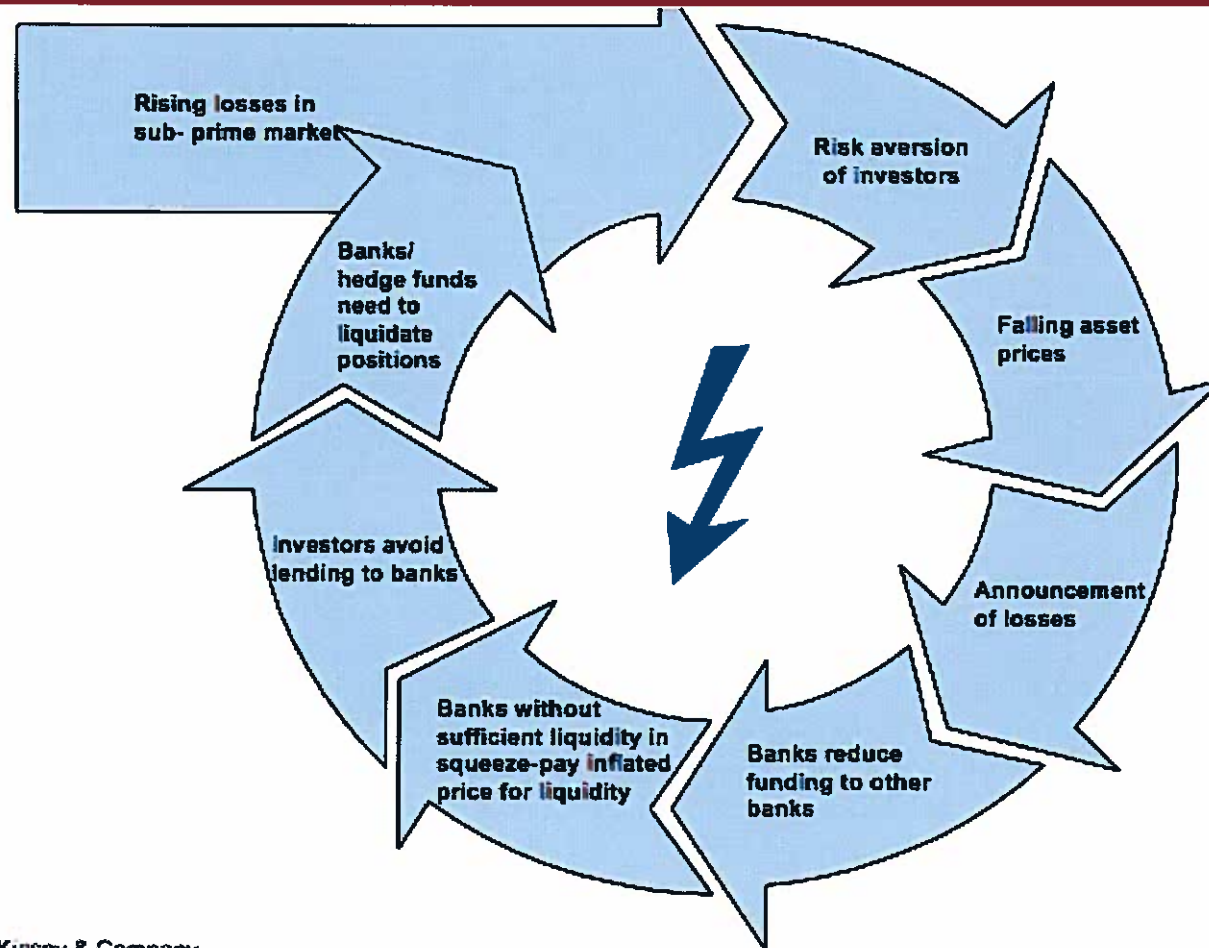 Rising losses in
sub- prime market
Risk aversion
of investors
Falling asset
prices
Announcement
of losses
Banks reduce
funding to other
banks
Banks without
sufficient liquidity in
squeeze-pay inflated
price for liquidity
Investors avoid
lending to banks
Banks/
hedge funds
need to
liquidate
positions
& Company